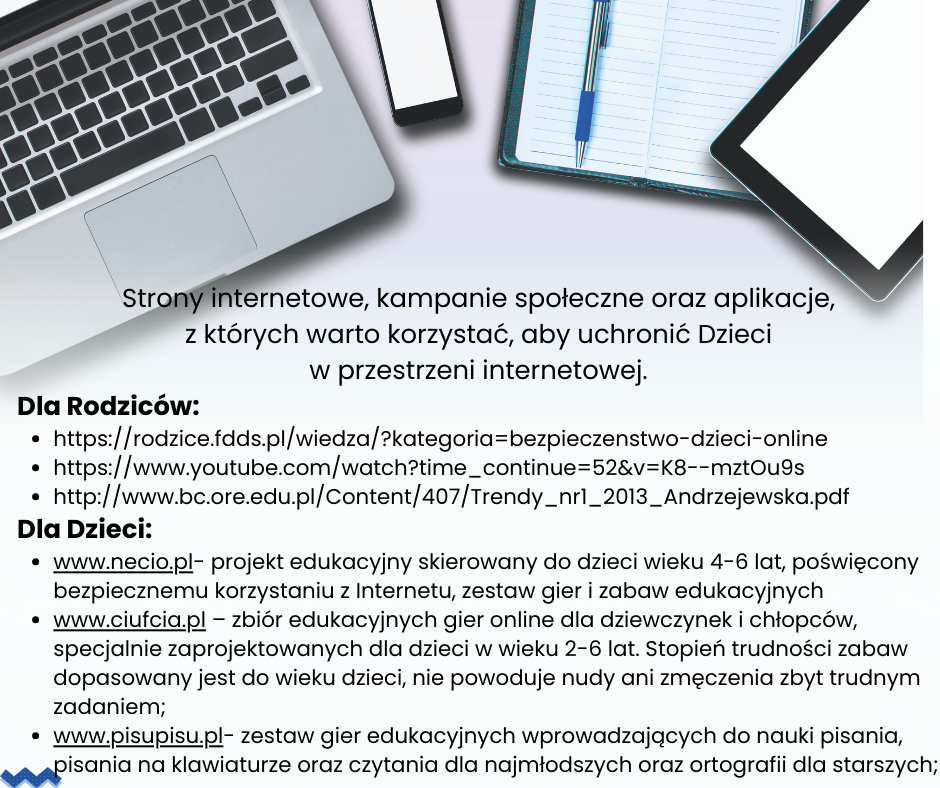 Strony internetowe, kampanie społeczne oraz aplikacje,
z których warto korzystać, aby uchronić Dzieci
w przestrzeni internetowej.
Dla Rodziców:
• https://rodzice.fdds.pl/wiedza/?kategoria=bezpieczenstwo-dzieci-online
• https://www.youtube.com/watch?time_continue=52&v=K8--mztOu9s
• http://www.bc.ore.edu.pl/Content/407/Trendy_nr1_2013_Andrzejewska.pdf
Dla Dzieci:
• www.necio.pl- projekt edukacyjny skierowany do dzieci wieku 4-6 lat, poświęcony
bezpiecznemu korzystaniu z Internetu, zestaw gier i zabaw edukacyjnych
• www.ciufcia.pl – zbiór edukacyjnych gier online dla dziewczynek i chłopców,
specjalnie zaprojektowanych dla dzieci w wieku 2-6 lat. Stopień trudności zabaw
dopasowany jest do wieku dzieci, nie powoduje nudy ani zmęczenia zbyt trudnym
zadaniem;
• www.pisupisu.pl- zestaw gier edukacyjnych wprowadzających do nauki pisania,
pisania na klawiaturze oraz czytania dla najmłodszych oraz ortografii dla starszych;